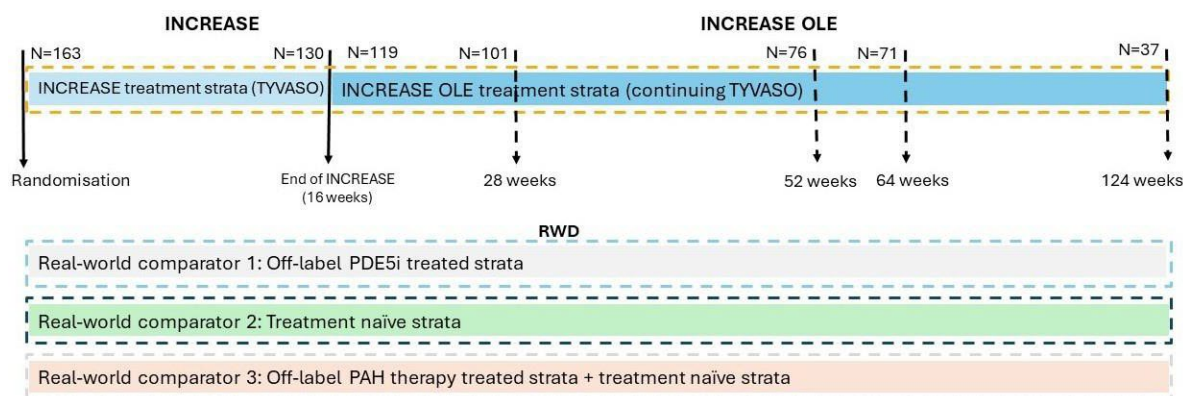 INCREASE
INCREASE OLE
N=163
N=130
N=119
N=101
N=76
N=71
N=37
INCREASE treatment strata (TYVASO)
INCREASE OLE treatment strata (continuing TYVASO)
Randomisation
End of INCREASE
(16 weeks)
28 weeks
52 weeks
64 weeks
124 weeks
RWD
Real-world comparator 1: Off-label PDE5i treated strata
Real-world comparator 2: Treatment naïve strata
Real-world comparator 3: Off-label PAH therapy treated strata + treatment naïve strata